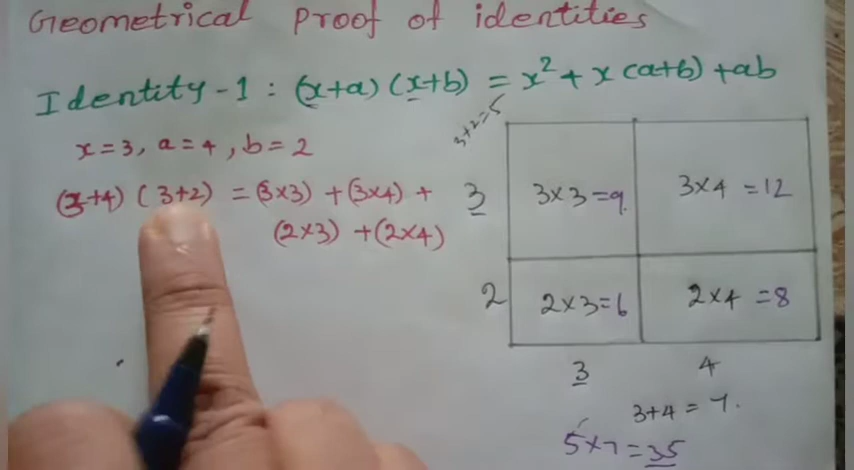 Geometrical Proof of identities
Identity-1 : (x+a) (x+b) = x² + x (a+b) + ab
x=3, a=4, b=2
3+2=5
(3+4) (3+2) = (3×3) + (3×4) +
(2×3) + (2×4)
3
3×3=9
3×4=12
2
2×3=6
2×4=8
3
4
3+4=7.
5×7=35